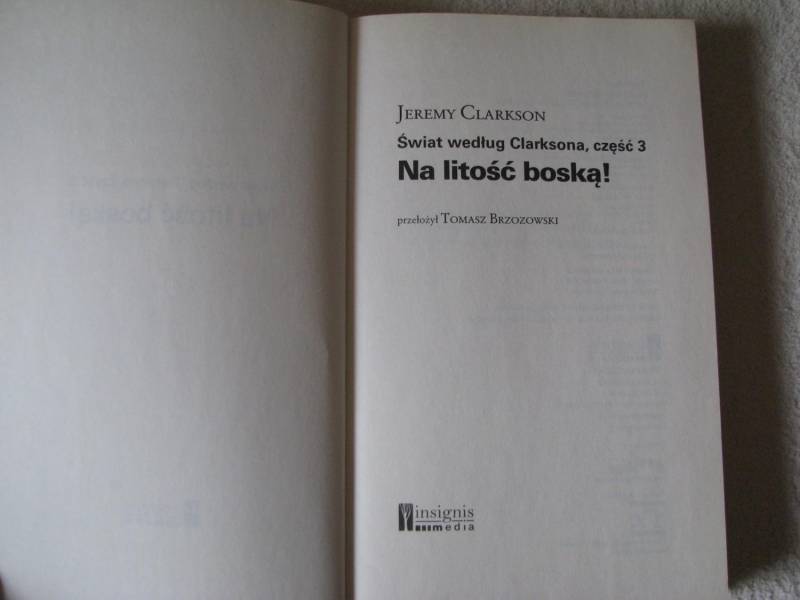 JEREMY CLARKSON
Świat według Clarksona, część 3
Na litość boską!
przełożył TOMASZ BRZOZOWSKI
insignis
media